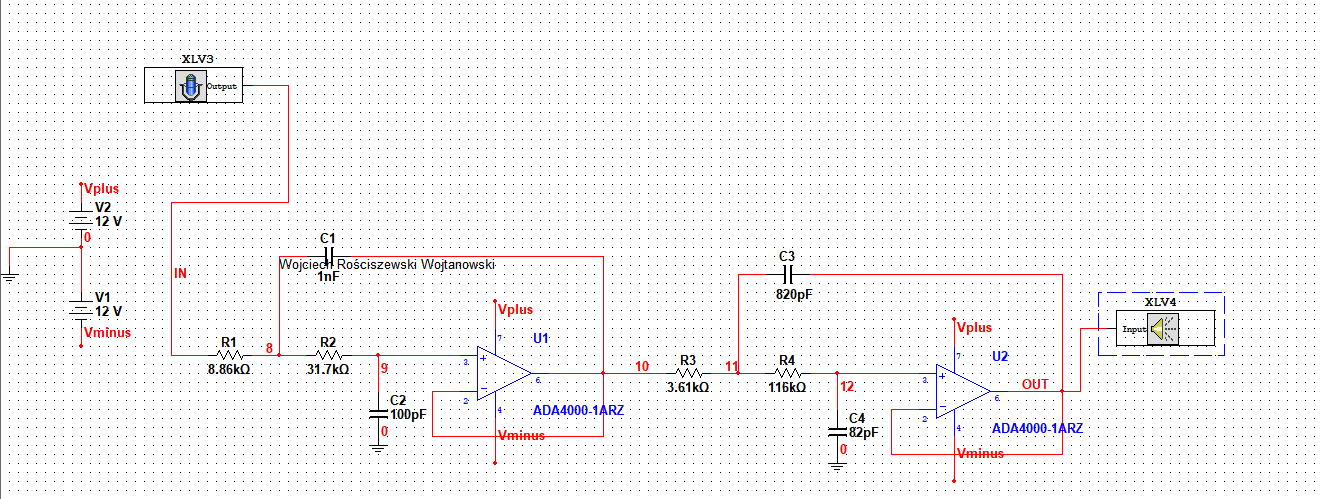 XLV3
Output
Vplus
V2
12 V
0
V1
12 V
Vminus
IN
R1
8.86kΩ
8
C1
Wojciech Rościszewski Wojtanowski
1nF
R2
31.7kΩ
9
C2
100pF
0
Vplus
7
U1
3
+
2
−
6
4
ADA4000-1ARZ
Vminus
10
R3
3.61kΩ
11
C3
820pF
R4
116kΩ
12
C4
82pF
0
Vplus
7
U2
3
+
2
−
6
4
ADA4000-1ARZ
Vminus
OUT
XLV4
Input